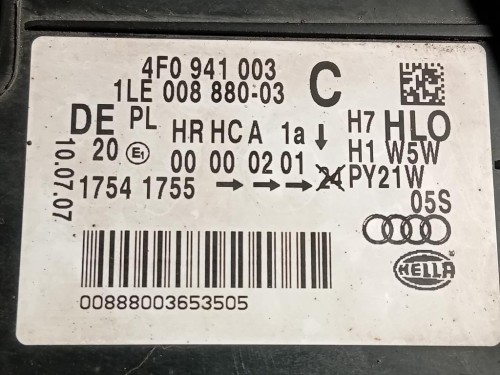 4F0 941 003
1LE 008 880-03 C
DE PL HR HC A 1a ↓ H7 HLO
20 E1 00 00 02 01 H1 W5W
1754 1755 → → → 24 PY21W
10.07.07
05S
HELLA
00888003653505